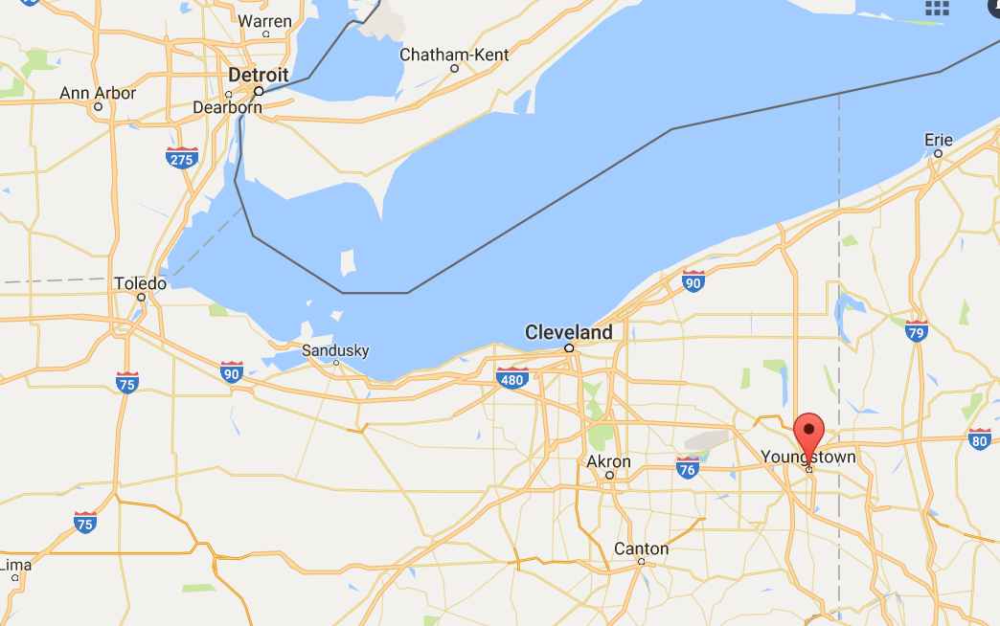 Warren
Chatham-Kent
Detroit
Ann Arbor
Dearborn
Erie
275
Toledo
90
Cleveland
79
Sandusky
90
480
75
80
Youngstown
Akron
76
75
Canton
Lima